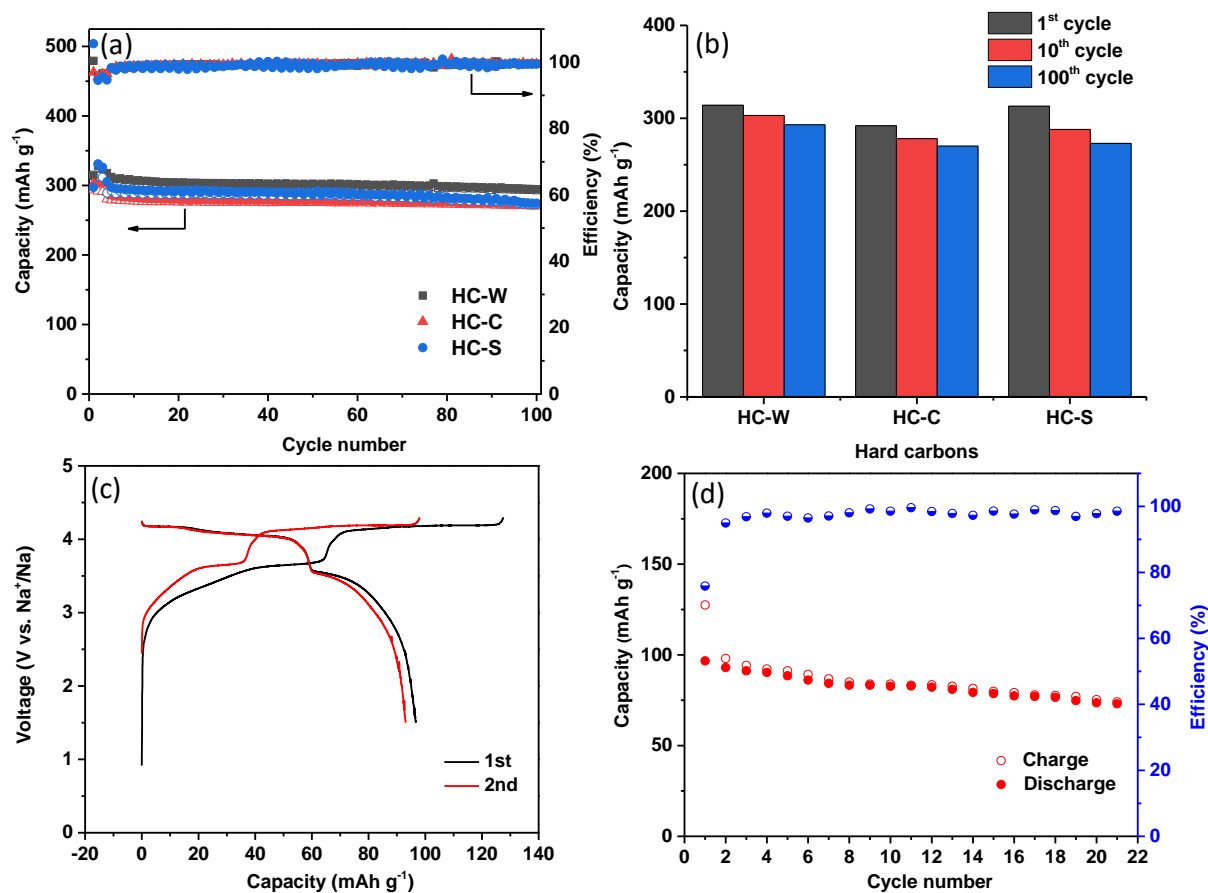 (a)
500
400
300
200
100
0
Capacity (mAh g⁻¹)
100
80
60
40
20
0
Efficiency (%)
HC-W
HC-C
HC-S
0 20 40 60 80 100
Cycle number
(b)
400
300
200
100
0
Capacity (mAh g⁻¹)
1ˢᵗ cycle
10ᵗʰ cycle
100ᵗʰ cycle
HC-W HC-C HC-S
Hard carbons
(c)
5
4
3
2
1
0
Voltage (V vs. Na⁺/Na)
1st
2nd
-20 0 20 40 60 80 100 120 140
Capacity (mAh g⁻¹)
(d)
200
175
150
125
100
75
50
25
0
Capacity (mAh g⁻¹)
100
80
60
40
20
0
Efficiency (%)
Charge
Discharge
0 2 4 6 8 10 12 14 16 18 20 22
Cycle number